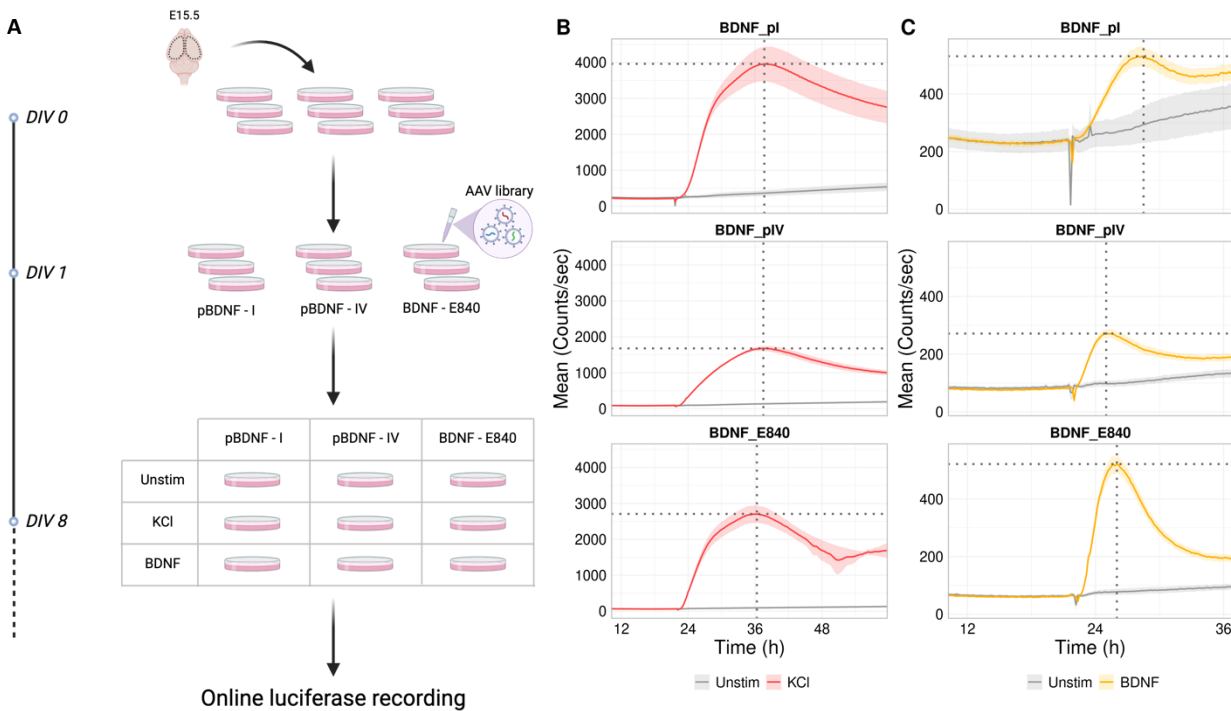 A
E15.5
DIV 0
AAV library
DIV 1
pBDNF - I
pBDNF - IV
BDNF - E840
pBDNF - I
pBDNF - IV
BDNF - E840
Unstim
KCl
DIV 8
BDNF
Online luciferase recording
B
BDNF_pI
4000
3000
2000
1000
0
BDNF_pIV
4000
3000
2000
1000
0
Mean (Counts/sec)
BDNF_E840
4000
3000
2000
1000
0
12
24
36
48
Time (h)
Unstim
KCl
C
BDNF_pI
400
200
0
BDNF_pIV
400
200
0
Mean (Counts/sec)
BDNF_E840
400
200
0
12
24
36
Time (h)
Unstim
BDNF